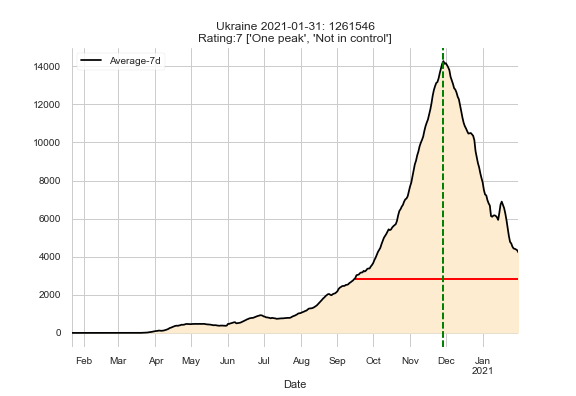 Ukraine 2021-01-31: 1261546
Rating:7 ['One peak', 'Not in control']
Average-7d
14000
12000
10000
8000
6000
4000
2000
0
Feb Mar Apr May Jun Jul Aug Sep Oct Nov Dec Jan
2021
Date